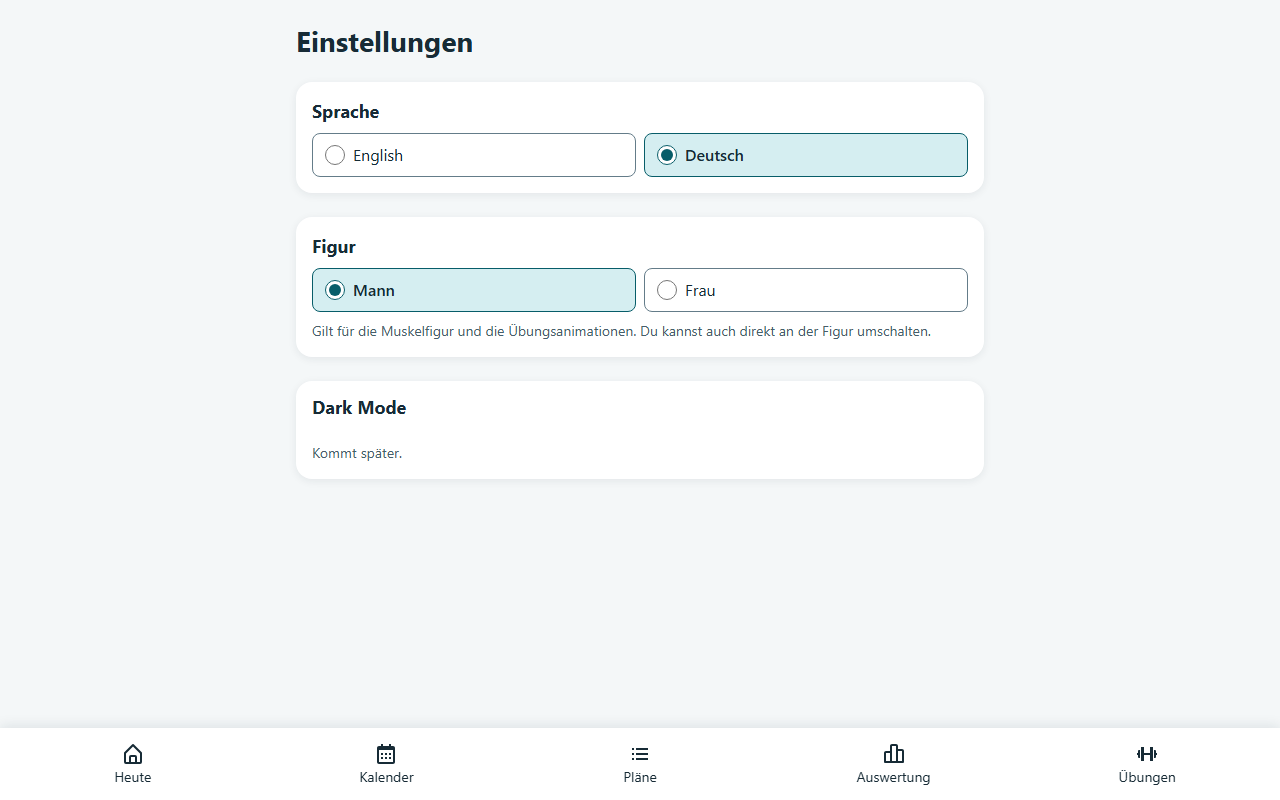 Einstellungen
Sprache
English
Deutsch
Figur
Mann
Frau
Gilt für die Muskelfigur und die Übungsanimationen. Du kannst auch direkt an der Figur umschalten.
Dark Mode
Kommt später.
Heute
Kalender
Pläne
Auswertung
Übungen